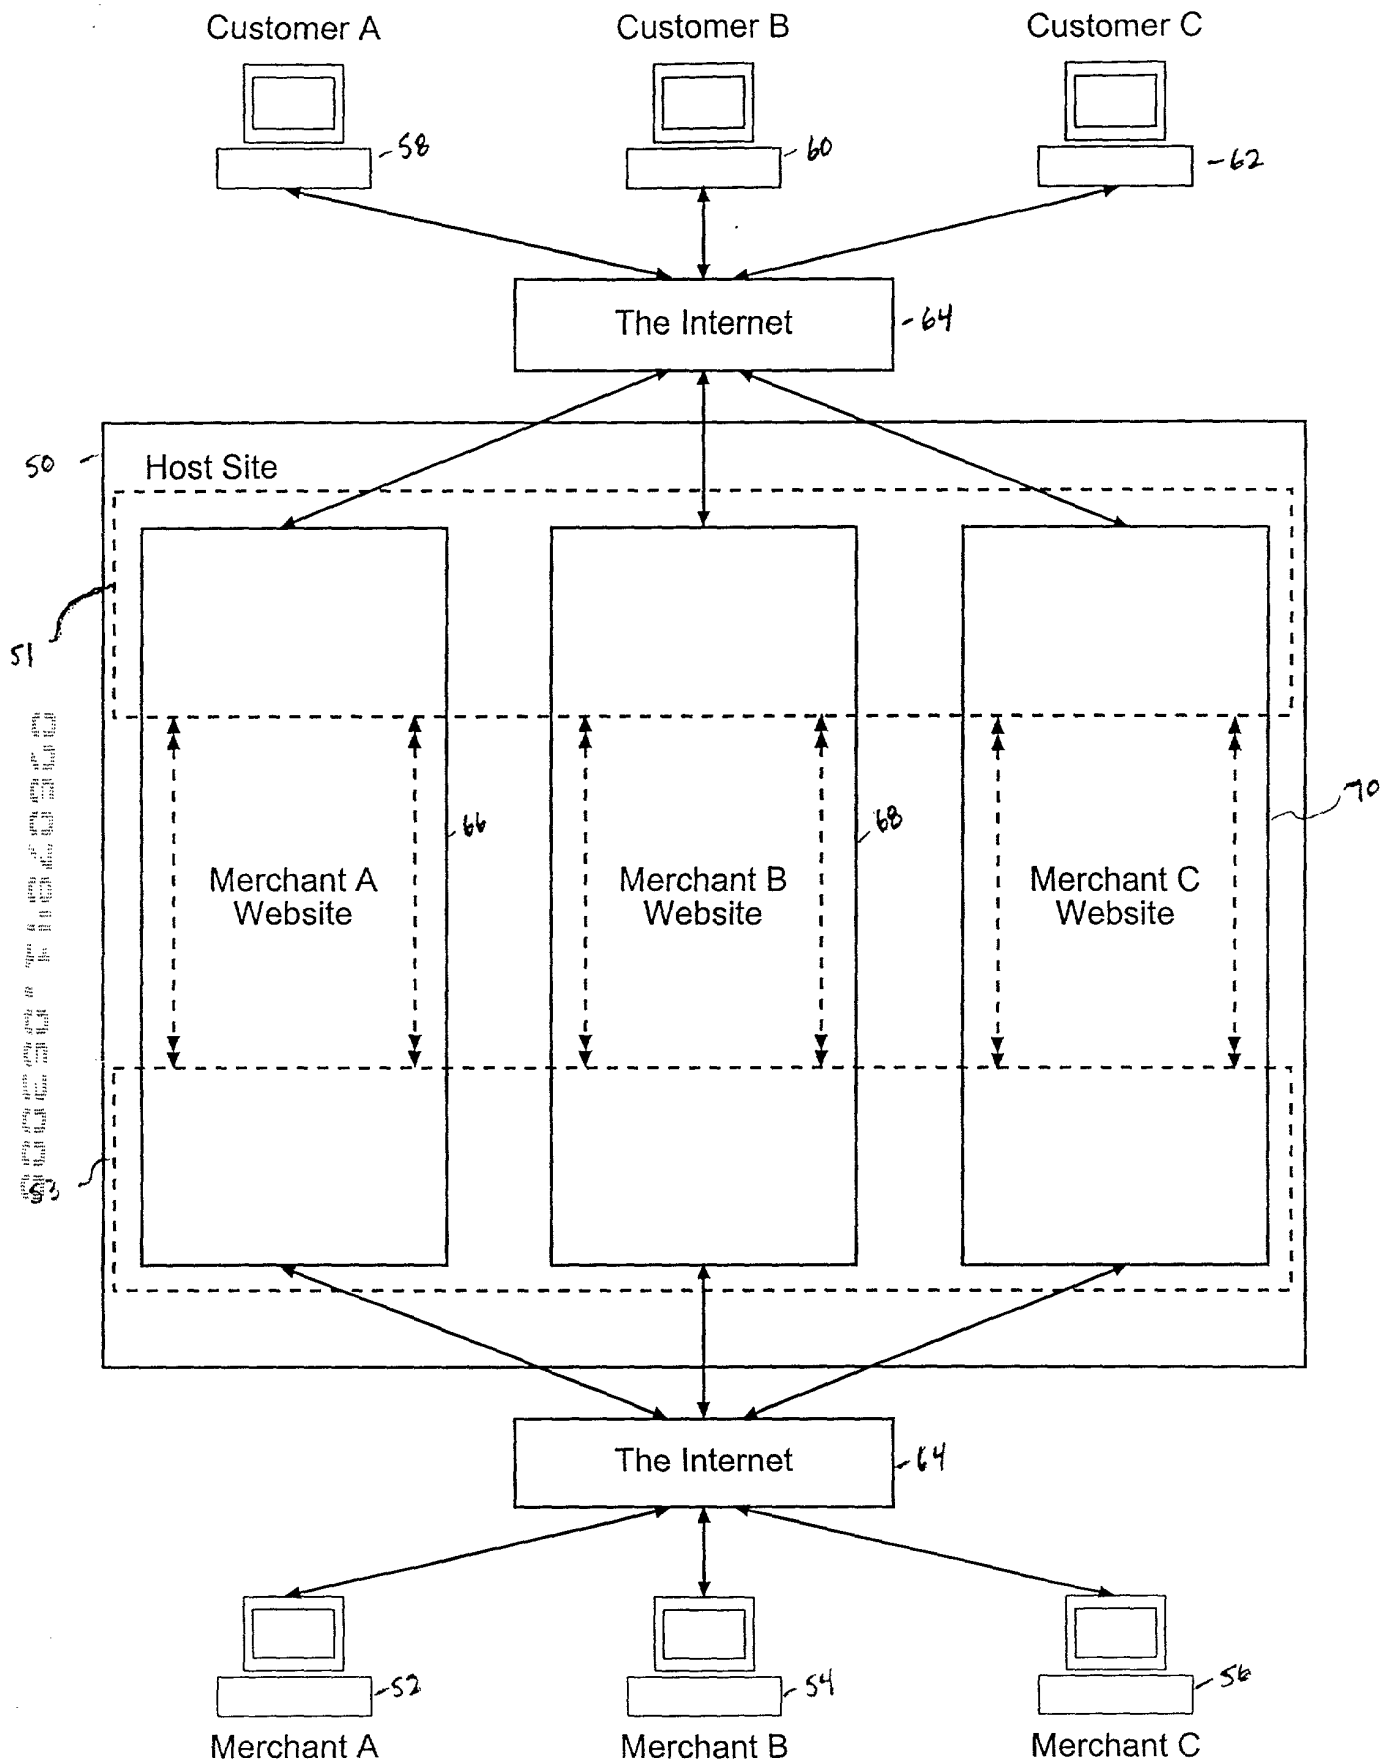 Customer A
Customer B
Customer C
58
60
62
The Internet
64
50
Host Site
51
66
68
70
Merchant A
Website
Merchant B
Website
Merchant C
Website
53
The Internet
64
52
54
56
Merchant A
Merchant B
Merchant C